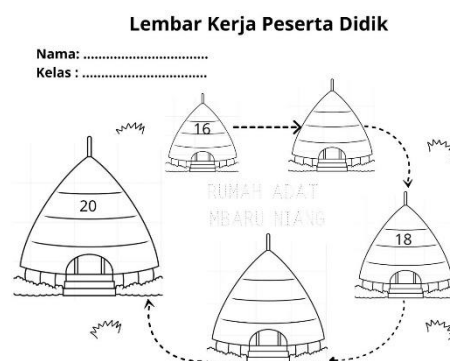 Lembar Kerja Peserta Didik
Nama: .................................
Kelas : .................................
16
20
RUMAH ADAT
MBARU NIANG
18